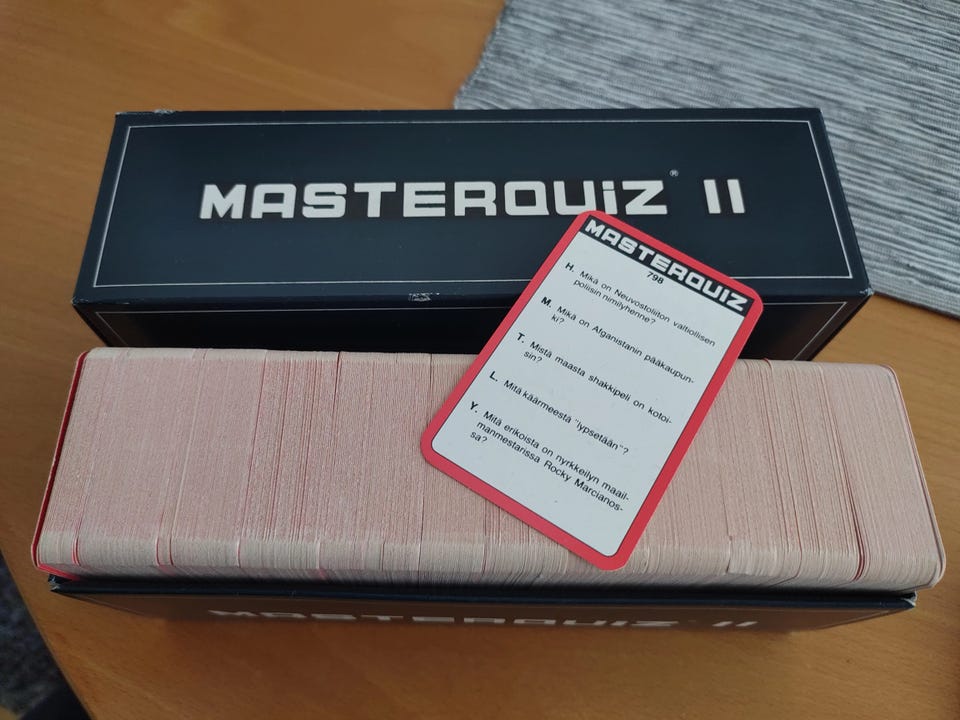 MASTERQUiZ® II
MASTERQUIZ
798
H. Mikä on Neuvostoliiton valtiollisen
poliisin nimilyhenne?
M. Mikä on Afganistanin pääkaupun-
ki?
T. Mistä maasta shakkipeli on kotoi-
sin?
L. Mitä käärmeestä "lypsetään"?
Y. Mitä erikoista on nyrkkeilyn maail-
manmestarissa Rocky Marcianos-
sa?
MASTERQUiZ® II